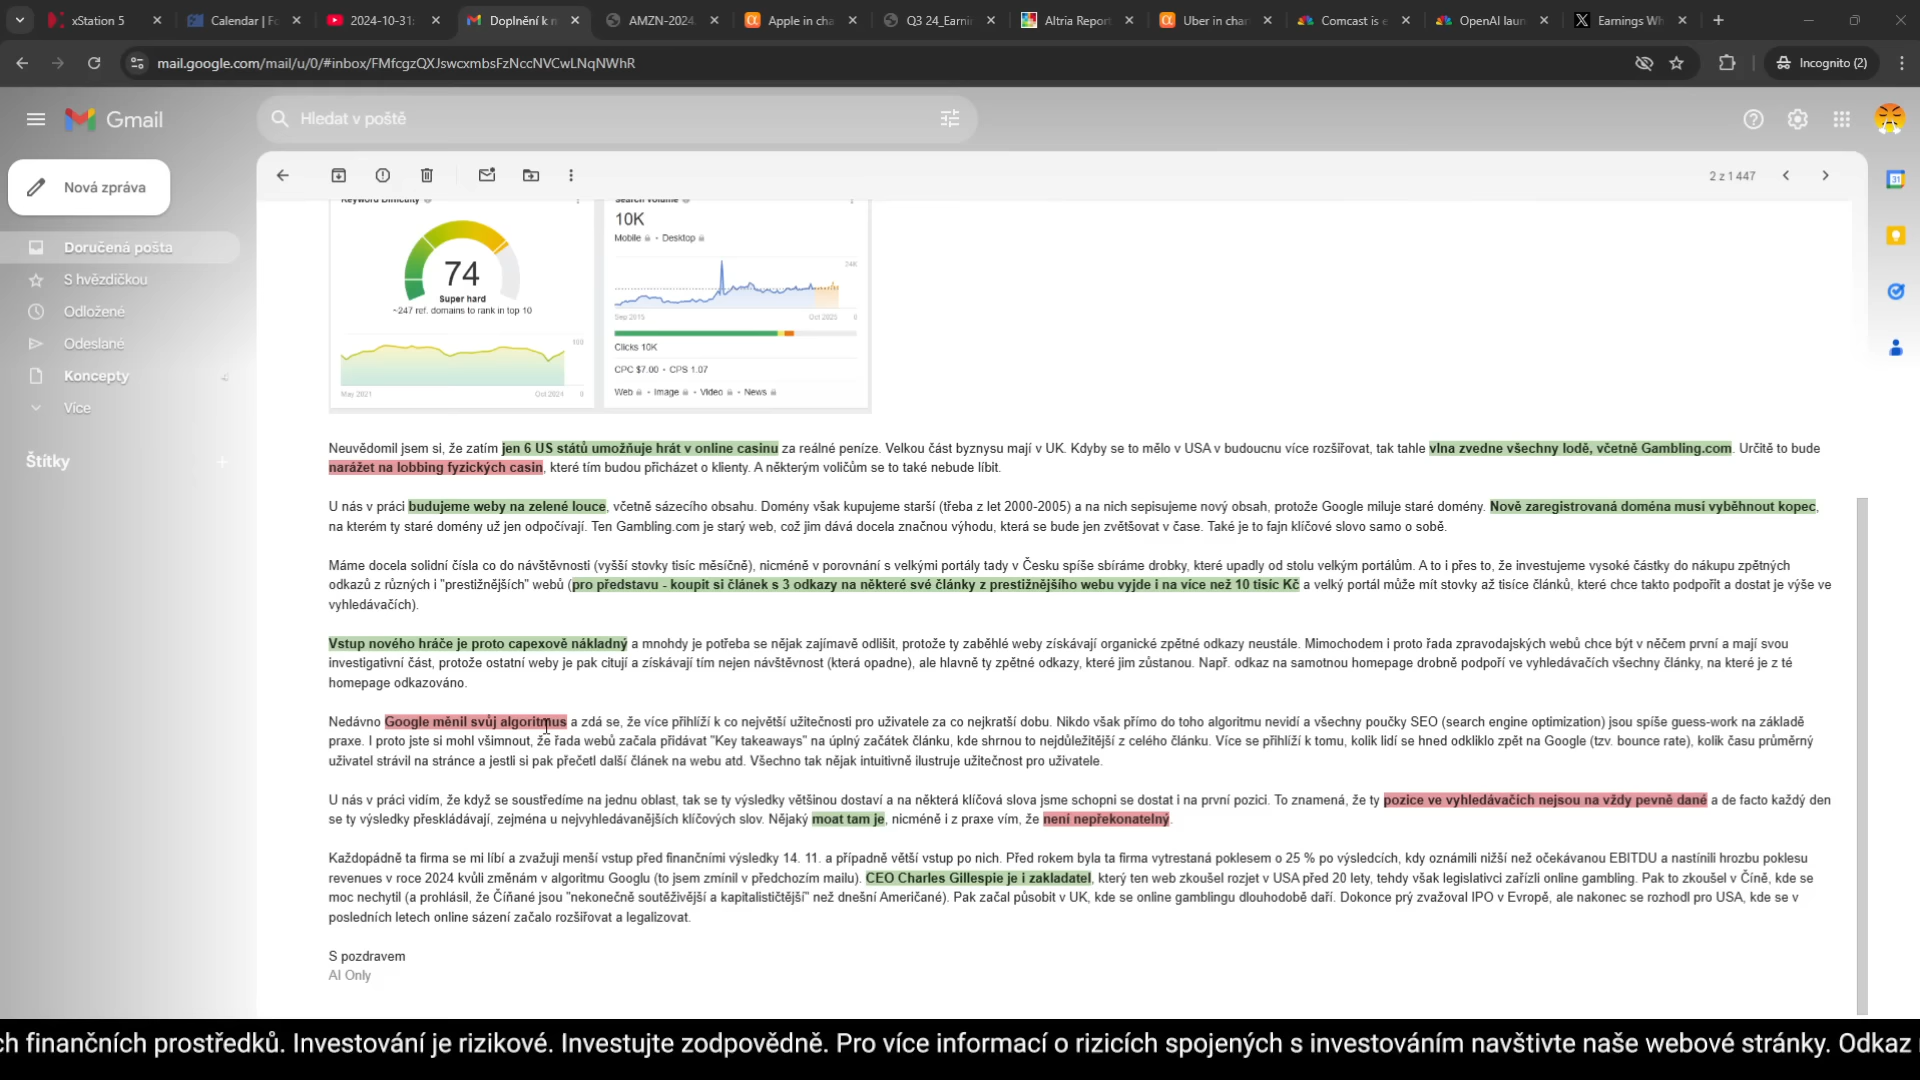 xStation 5
Calendar | Fo
2024-10-31:
Doplnění k n
AMZN-2024
Apple in cha
Q3 24_Earni
Altria Report
Uber in char
Comcast is e
OpenAI laun
Earnings Wh
mail.google.com/mail/u/0/#inbox/FMfcgzQXJswcxmbsFzNccNVCwLNqNWhR
Incognito (2)
Gmail
Hledat v poště
Nová zpráva
2 z 1 447
Doručená pošta
S hvězdičkou
Odložené
Odeslané
Koncepty
Více
Štítky
Keyword Difficulty
Search volume
74
Super hard
~247 ref. domains to rank in top 10
100
May 2021
Oct 2024
0
10K
Mobile - Desktop
24K
Sep 2015
Oct 2025
0
Clicks 10K
CPC $7.00 - CPS 1.07
Web - Image - Video - News
Neuvědomil jsem si, že zatím jen 6 US států umožňuje hrát v online casinu za reálné peníze. Velkou část byznysu mají v UK. Kdyby se to mělo v USA v budoucnu více rozšiřovat, tak tahle vlna zvedne všechny lodě, včetně Gambling.com. Určitě to bude
narážet na lobbing fyzických casin, které tím budou přicházet o klienty. A některým voličům se to také nebude líbit.
U nás v práci budujeme weby na zelené louce, včetně sázecího obsahu. Domény však kupujeme starší (třeba z let 2000-2005) a na nich sepisujeme nový obsah, protože Google miluje staré domény. Nově zaregistrovaná doména musí vyběhnout kopec,
na kterém ty staré domény už jen odpočívají. Ten Gambling.com je starý web, což jim dává docela značnou výhodu, která se bude jen zvětšovat v čase. Také je to fajn klíčové slovo samo o sobě.
Máme docela solidní čísla co do návštěvnosti (vyšší stovky tisíc měsíčně), nicméně v porovnání s velkými portály tady v Česku spíše sbíráme drobky, které upadly od stolu velkým portálům. A to i přes to, že investujeme vysoké částky do nákupu zpětných
odkazů z různých i "prestižnějších" webů (pro představu - koupit si článek s 3 odkazy na některé své články z prestižnějšího webu vyjde i na více než 10 tisíc Kč a velký portál může mít stovky až tisíce článků, které chce takto podpořit a dostat je výše ve
vyhledávačích).
Vstup nového hráče je proto capexově nákladný a mnohdy je potřeba se nějak zajímavě odlišit, protože ty zaběhlé weby získávají organické zpětné odkazy neustále. Mimochodem i proto řada zpravodajských webů chce být v něčem první a mají svou
investigativní část, protože ostatní weby je pak citují a získávají tím nejen návštěvnost (která opadne), ale hlavně ty zpětné odkazy, které jim zůstanou. Např. odkaz na samotnou homepage drobně podpoří ve vyhledávačích všechny články, na které je z té
homepage odkazováno.
Nedávno Google měnil svůj algoritmus a zdá se, že více přihlíží k co největší užitečnosti pro uživatele za co nejkratší dobu. Nikdo však přímo do toho algoritmu nevidí a všechny poučky SEO (search engine optimization) jsou spíše guess-work na základě
praxe. I proto jste si mohl všimnout, že řada webů začala přidávat "Key takeaways" na úplný začátek článku, kde shrnou to nejdůležitější z celého článku. Více se přihlíží k tomu, kolik lidí se hned odkliklo zpět na Google (tzv. bounce rate), kolik času průměrný
uživatel strávil na stránce a jestli si pak přečetl další článek na webu atd. Všechno tak nějak intuitivně ilustruje užitečnost pro uživatele.
U nás v práci vidím, že když se soustředíme na jednu oblast, tak se ty výsledky většinou dostaví a na některá klíčová slova jsme schopni se dostat i na první pozici. To znamená, že ty pozice ve vyhledávačích nejsou na vždy pevně dané a de facto každý den
se ty výsledky přeskládávají, zejména u nejvyhledávanějších klíčových slov. Nějaký moat tam je, nicméně i z praxe vím, že není nepřekonatelný.
Každopádně ta firma se mi líbí a zvažuji menší vstup před finančními výsledky 14. 11. a případně větší vstup po nich. Před rokem byla ta firma vytrestaná poklesem o 25 % po výsledcích, kdy oznámili nižší než očekávanou EBITDU a nastínili hrozbu poklesu
revenues v roce 2024 kvůli změnám v algoritmu Googlu (to jsem zmínil v předchozím mailu). CEO Charles Gillespie je i zakladatel, který ten web zkoušel rozjet v USA před 20 lety, tehdy však legislativci zařízli online gambling. Pak to zkoušel v Číně, kde se
moc nechytil (a prohlásil, že Číňané jsou "nekonečně soutěživější a kapitalističtější" než dnešní Američané). Pak začal působit v UK, kde se online gamblingu dlouhodobě daří. Dokonce prý zvažoval IPO v Evropě, ale nakonec se rozhodl pro USA, kde se v
posledních letech online sázení začalo rozšiřovat a legalizovat.
S pozdravem
AI Only
ch finančních prostředků. Investování je rizikové. Investujte zodpovědně. Pro více informací o rizicích spojených s investováním navštivte naše webové stránky. Odkaz